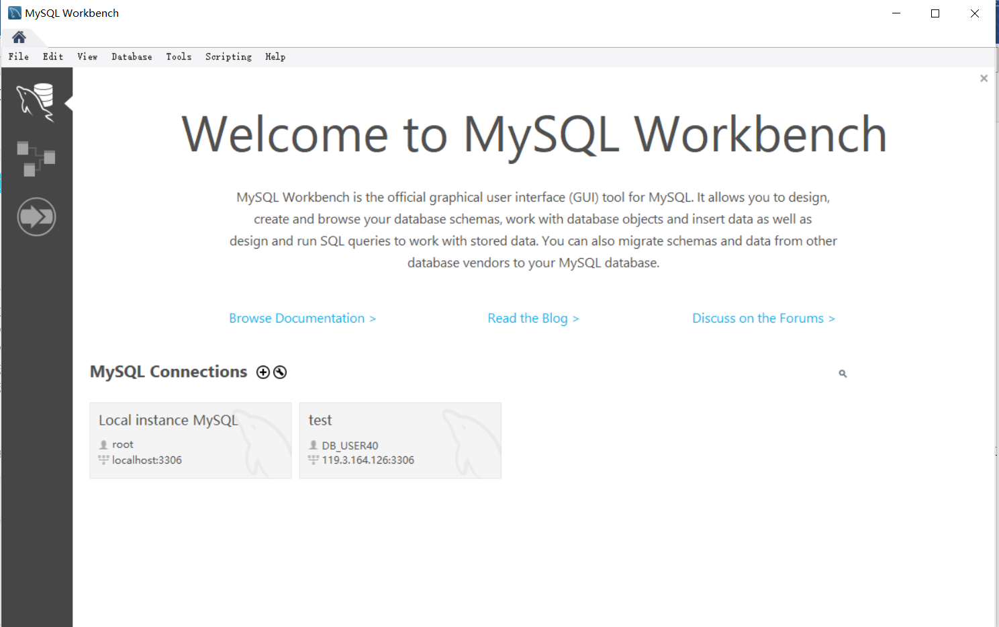 MySQL Workbench
File Edit View Database Tools Scripting Help
Welcome to MySQL Workbench
MySQL Workbench is the official graphical user interface (GUI) tool for MySQL. It allows you to design,
create and browse your database schemas, work with database objects and insert data as well as
design and run SQL queries to work with stored data. You can also migrate schemas and data from other
database vendors to your MySQL database.
Browse Documentation > Read the Blog > Discuss on the Forums >
MySQL Connections
Local instance MySQL
root
localhost:3306
test
DB_USER40
119.3.164.126:3306